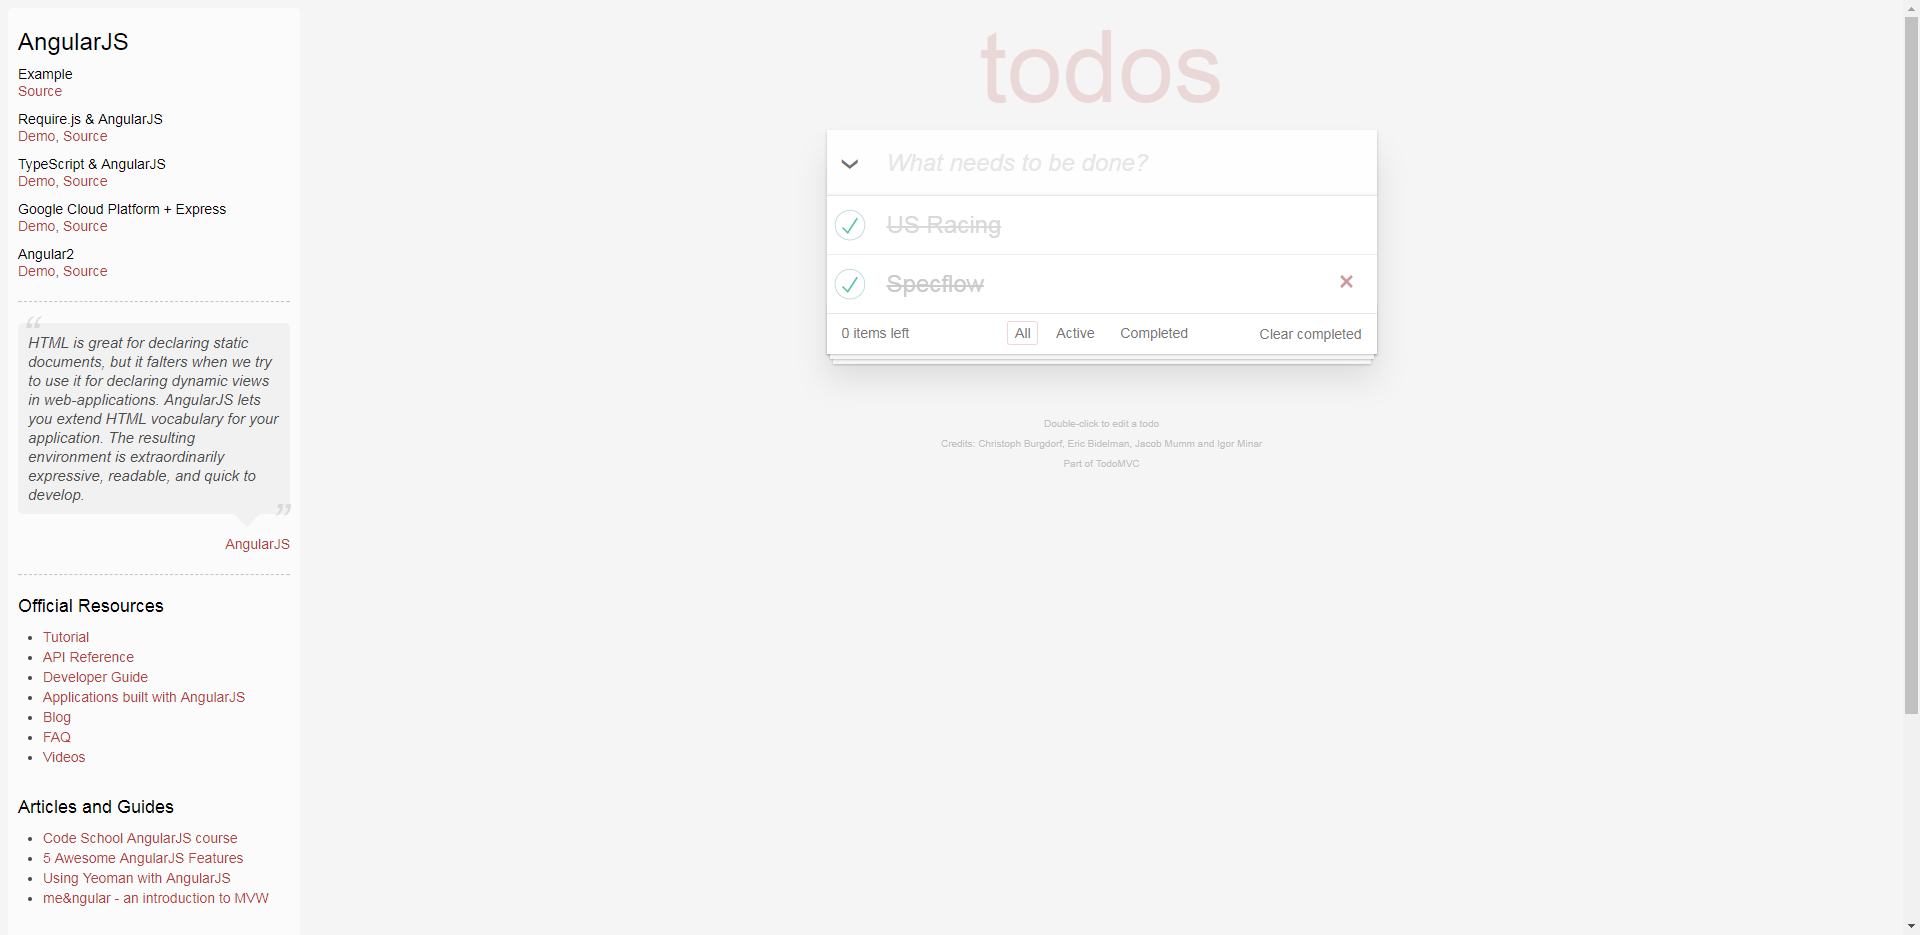 AngularJS
Example
Source
Require.js & AngularJS
Demo, Source
TypeScript & AngularJS
Demo, Source
Google Cloud Platform + Express
Demo, Source
Angular2
Demo, Source
“
HTML is great for declaring static
documents, but it falters when we try
to use it for declaring dynamic views
in web-applications. AngularJS lets
you extend HTML vocabulary for your
application. The resulting
environment is extraordinarily
expressive, readable, and quick to
develop.
”
AngularJS
Official Resources
Tutorial
API Reference
Developer Guide
Applications built with AngularJS
Blog
FAQ
Videos
Articles and Guides
Code School AngularJS course
5 Awesome AngularJS Features
Using Yeoman with AngularJS
me&ngular - an introduction to MVW
todos
What needs to be done?
US Racing
Specflow ×
0 items left All Active Completed Clear completed
Double-click to edit a todo
Credits: Christoph Burgdorf, Eric Bidelman, Jacob Mumm and Igor Minar
Part of TodoMVC